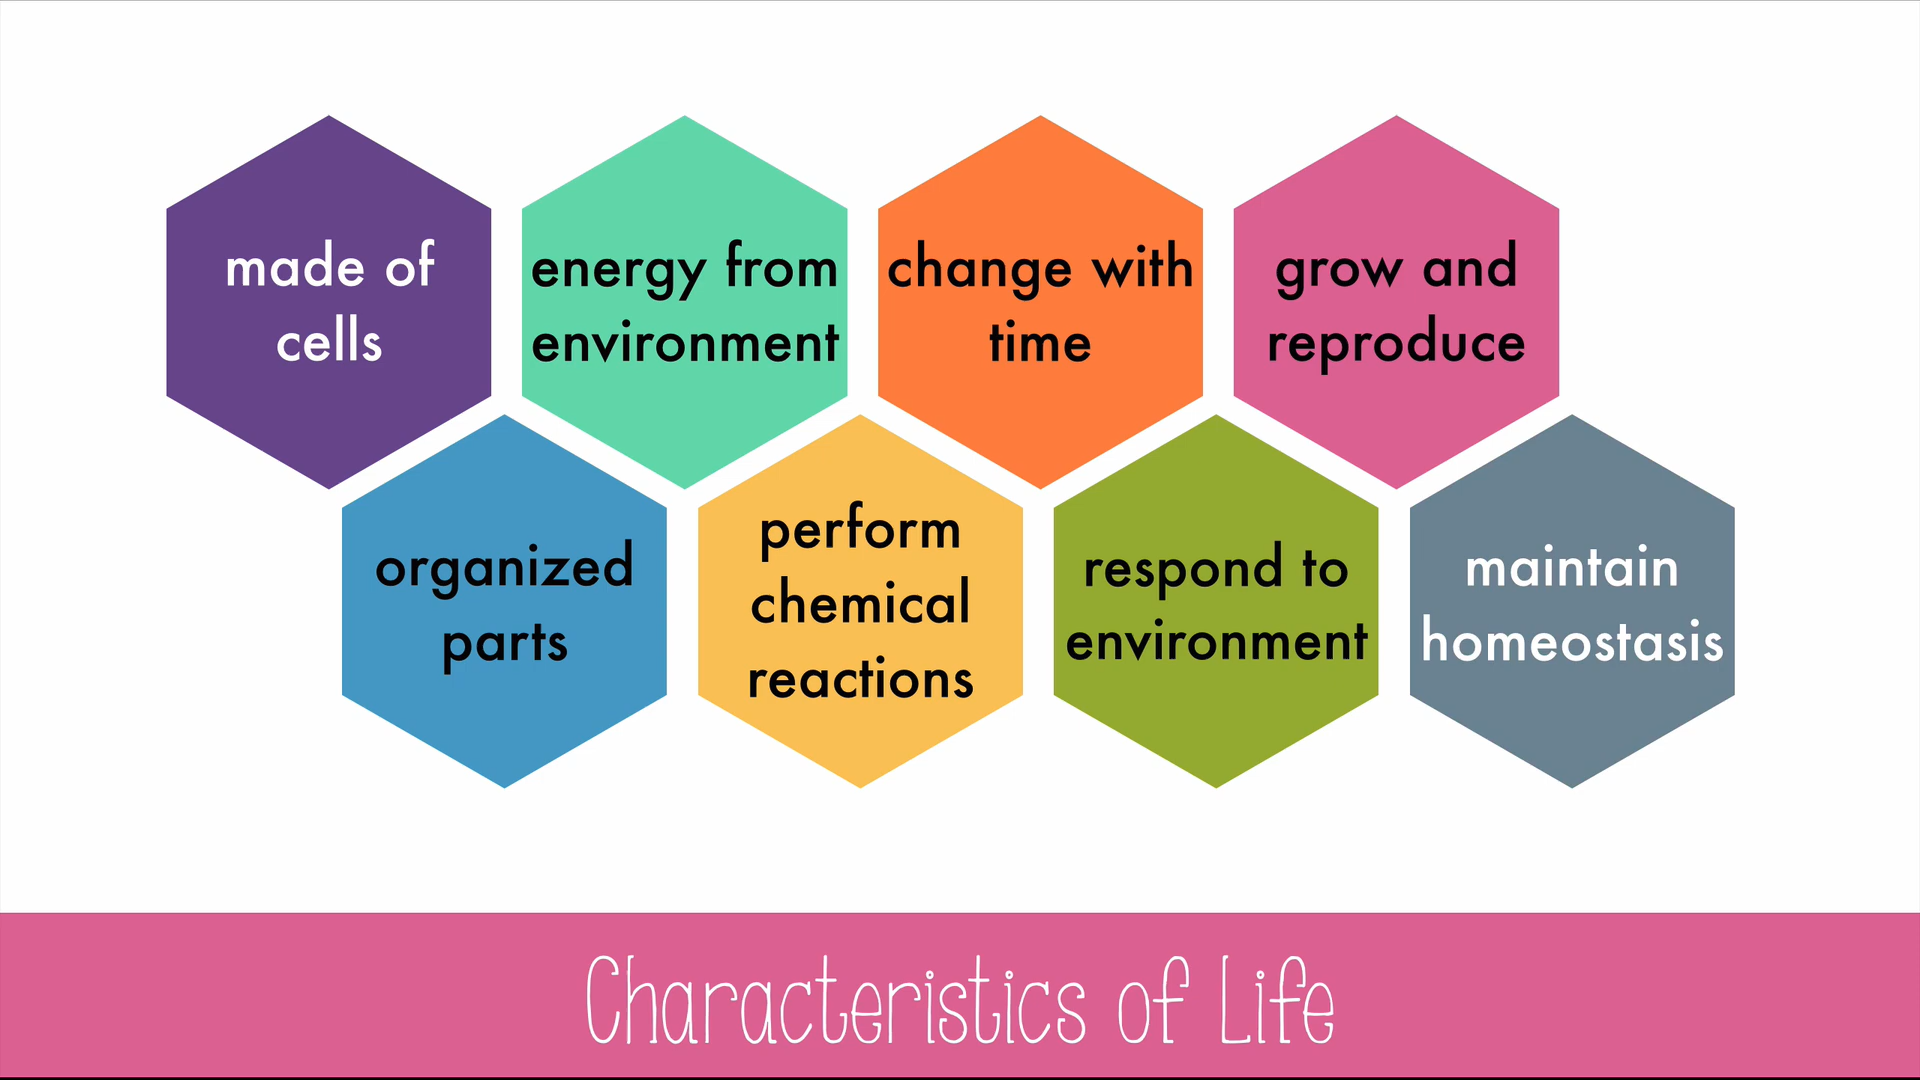 made of
cells
energy from
environment
change with
time
grow and
reproduce
organized
parts
perform
chemical
reactions
respond to
environment
maintain
homeostasis
Characteristics of Life